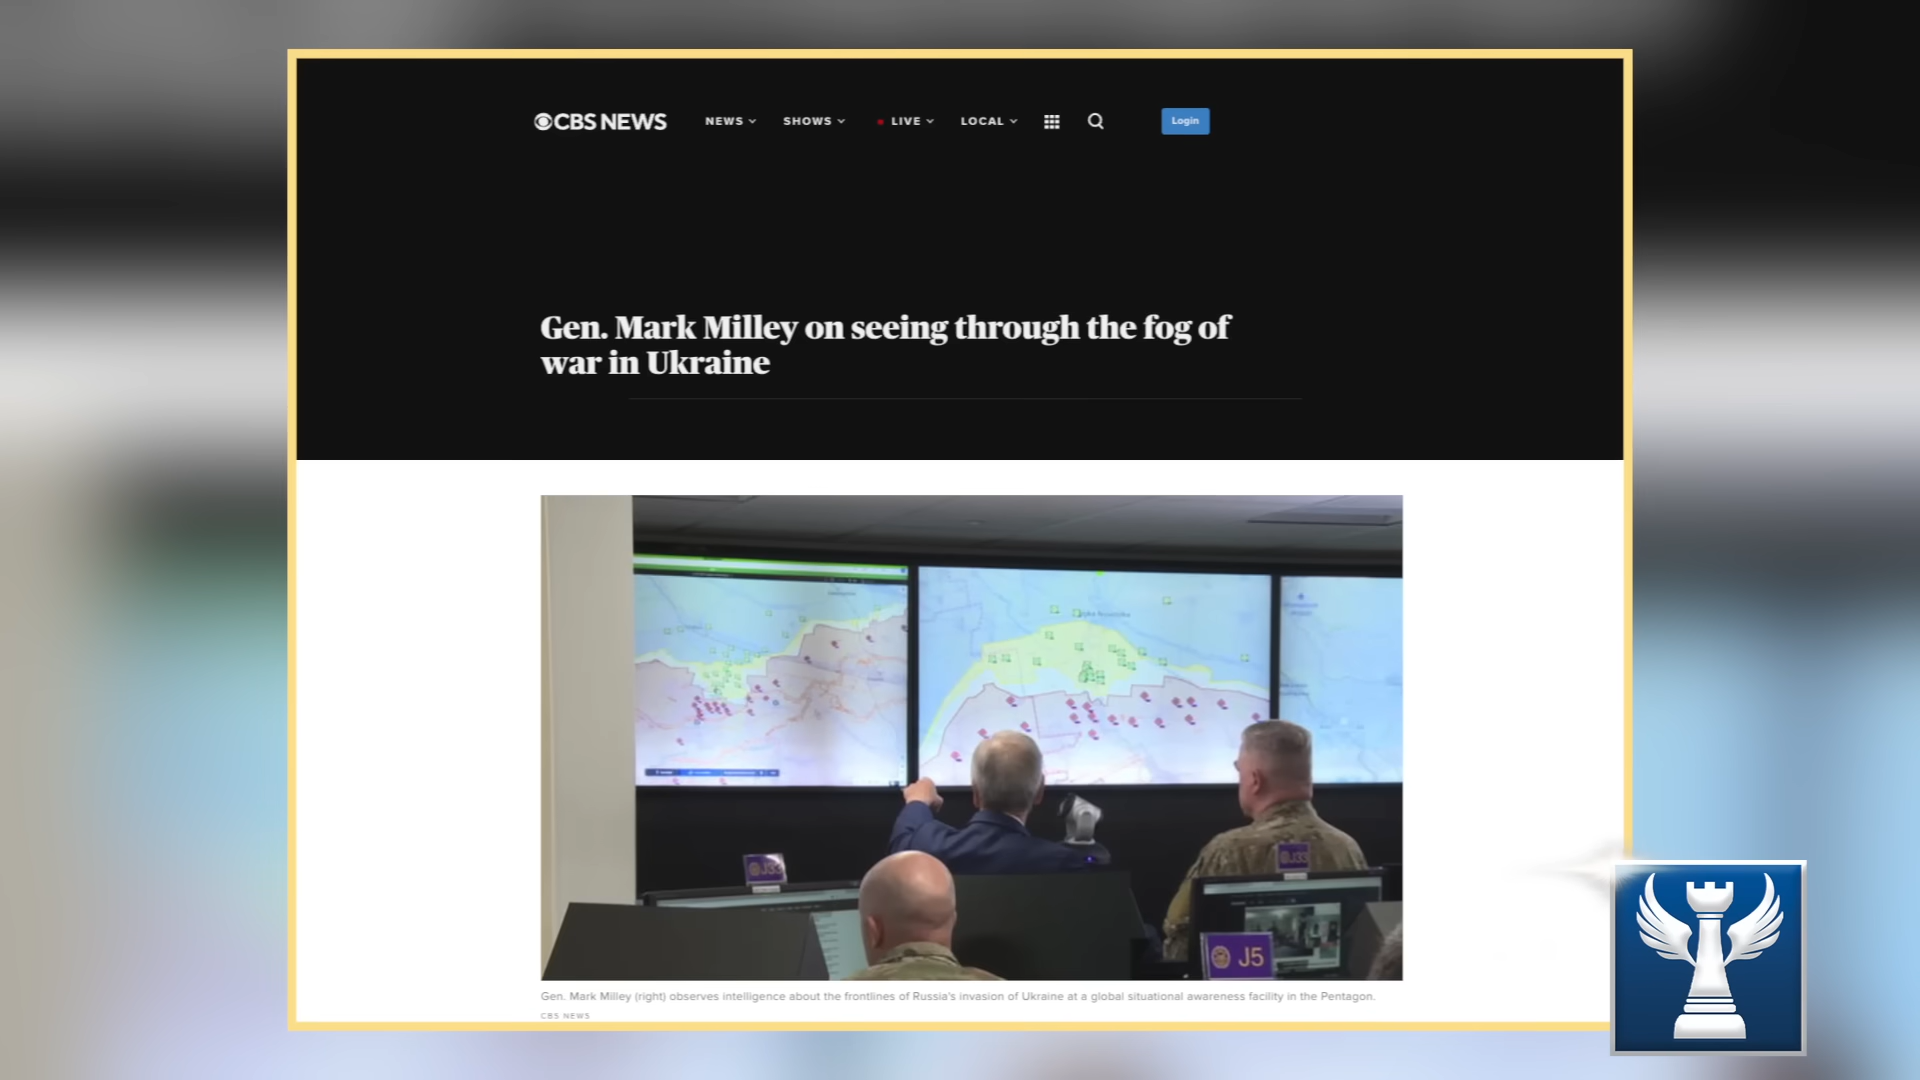 CBS NEWS
NEWS
SHOWS
LIVE
LOCAL
Login
Gen. Mark Milley on seeing through the fog of
war in Ukraine
J5
Gen. Mark Milley (right) observes intelligence about the frontlines of Russia's invasion of Ukraine at a global situational awareness facility in the Pentagon.
CBS NEWS